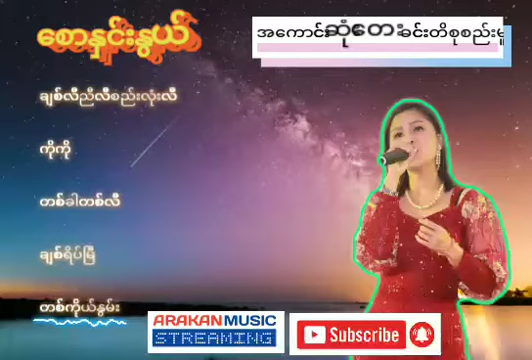 စောနှင်းနွယ်
အကောင်းဆုံးတေးခင်းတိစုစည်းမှု
ချစ်လီညီလီစည်းလုံးလီ
ကိုကို
တစ်ခါတစ်လီ
ချစ်ရိပ်မြို
တစ်ကိုယ်နွမ်း
ARAKAN MUSIC
STREAMING
Subscribe